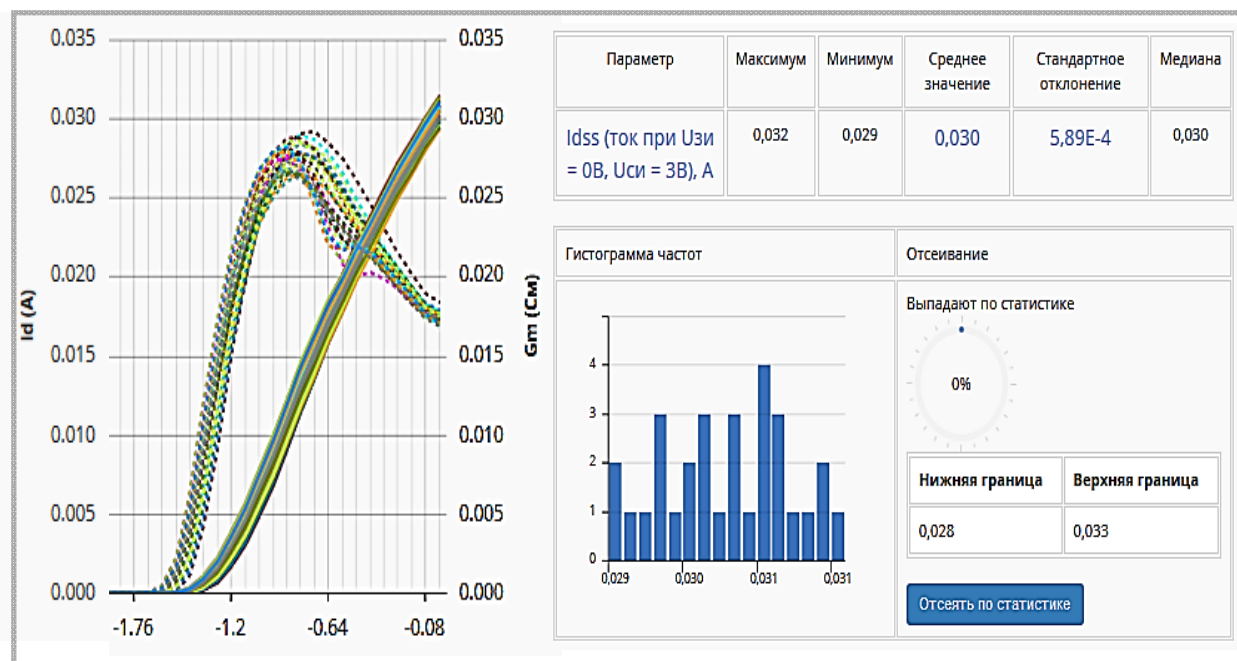 0.035
0.030
0.025
0.020
0.015
0.010
0.005
0.000
Id (A)
-1.76
-1.2
-0.64
-0.08
0.035
0.030
0.025
0.020
0.015
0.010
0.005
0.000
Gm (См)
Параметр
Максимум
Минимум
Среднее
значение
Стандартное
отклонение
Медиана
Idss (ток при Uзи
= 0В, Uси = 3В), А
0,032
0,029
0,030
5,89E-4
0,030
Гистограмма частот
Отсеивание
4
3
2
1
0
0,029
0,030
0,031
0,031
Выпадают по статистике
0%
Нижняя граница
Верхняя граница
0,028
0,033
Отсеять по статистике